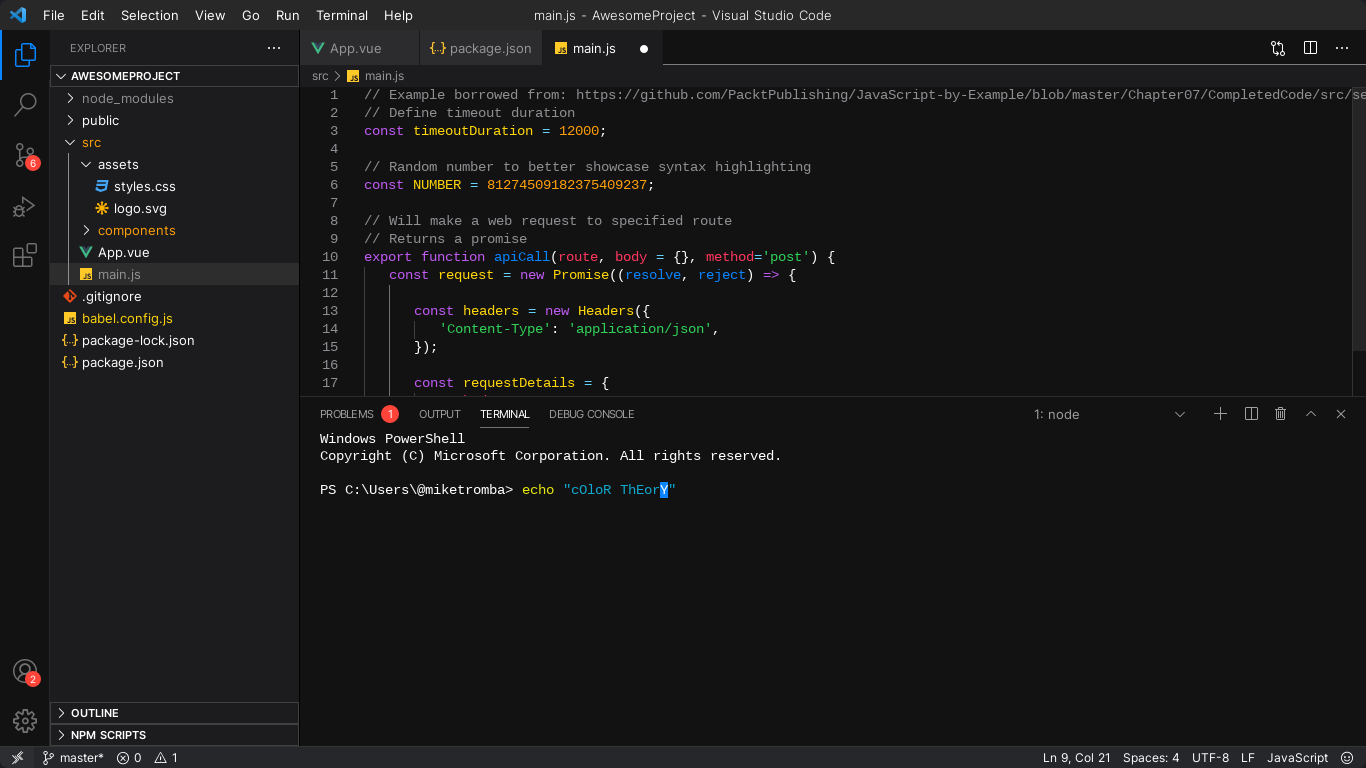 File Edit Selection View Go Run Terminal Help main.js - AwesomeProject - Visual Studio Code
EXPLORER
App.vue
{..} package.json
JS main.js
AWESOMEPROJECT
src > JS main.js
node_modules
public
src
assets
styles.css
logo.svg
components
App.vue
JS main.js
.gitignore
JS babel.config.js
{..} package-lock.json
{..} package.json
6
2
OUTLINE
NPM SCRIPTS
1 // Example borrowed from: https://github.com/PacktPublishing/JavaScript-by-Example/blob/master/Chapter07/CompletedCode/src/se
2 // Define timeout duration
3 const timeoutDuration = 12000;
4
5 // Random number to better showcase syntax highlighting
6 const NUMBER = 81274509182375409237;
7
8 // Will make a web request to specified route
9 // Returns a promise
10 export function apiCall(route, body = {}, method='post') {
11 const request = new Promise((resolve, reject) => {
12
13 const headers = new Headers({
14 'Content-Type': 'application/json',
15 });
16
17 const requestDetails = {
PROBLEMS 1 OUTPUT TERMINAL DEBUG CONSOLE 1: node
Windows PowerShell
Copyright (C) Microsoft Corporation. All rights reserved.
PS C:\Users\@miketromba> echo "cOloR ThEorY"
master* 0 1 Ln 9, Col 21 Spaces: 4 UTF-8 LF JavaScript